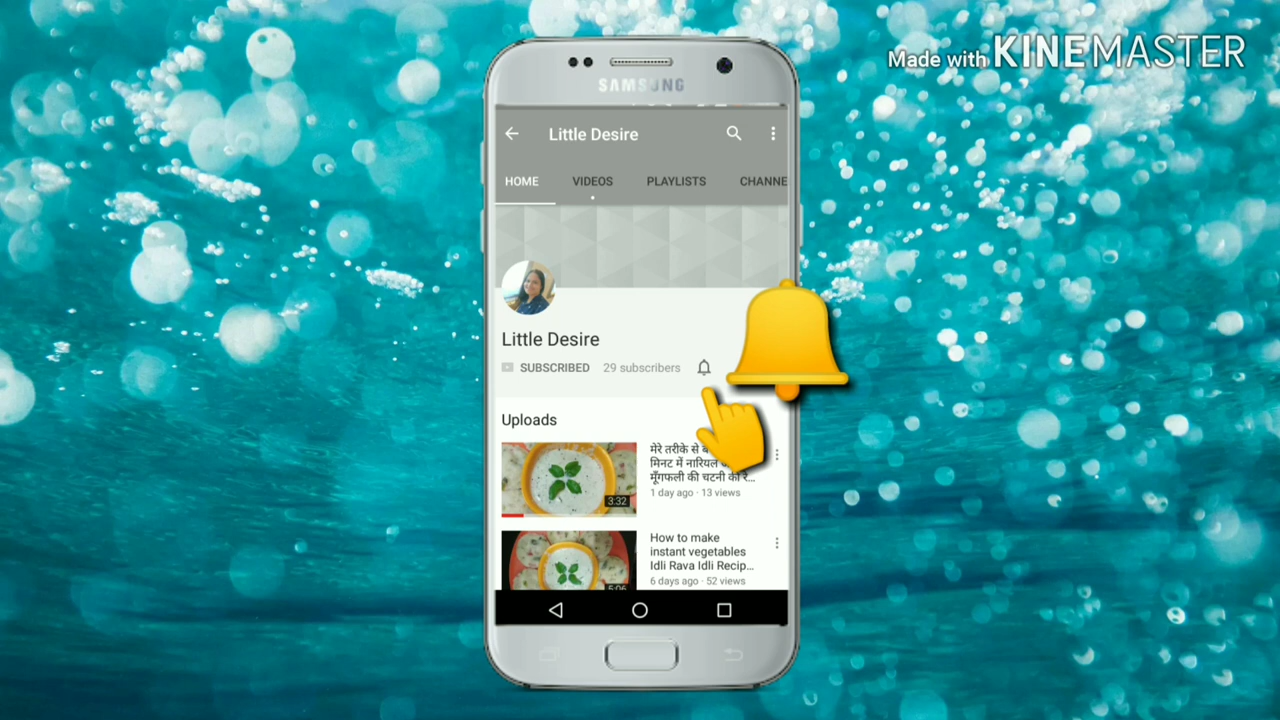 Made with KINEMASTER
SAMSUNG
Little Desire
HOME VIDEOS PLAYLISTS CHANNE
Little Desire
SUBSCRIBED 29 subscribers
Uploads
मेरे तरीके से
मिनट में नारियल
मूँगफली की चटनी की रे...
1 day ago · 13 views
3:32
How to make
instant vegetables
Idli Rava Idli Recip...
6 days ago · 52 views
5:06